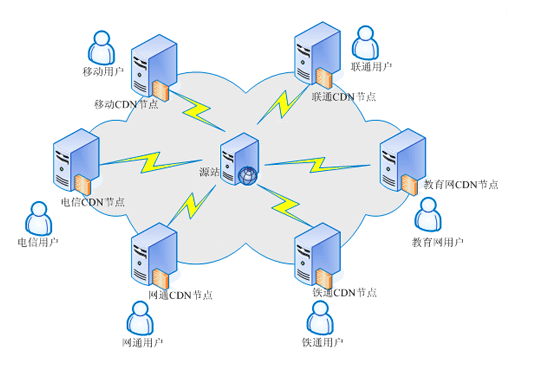 移动用户
联通用户
移动CDN节点
联通CDN节点
源站
电信CDN节点
教育网CDN节点
电信用户
教育网用户
网通CDN节点
铁通CDN节点
网通用户
铁通用户